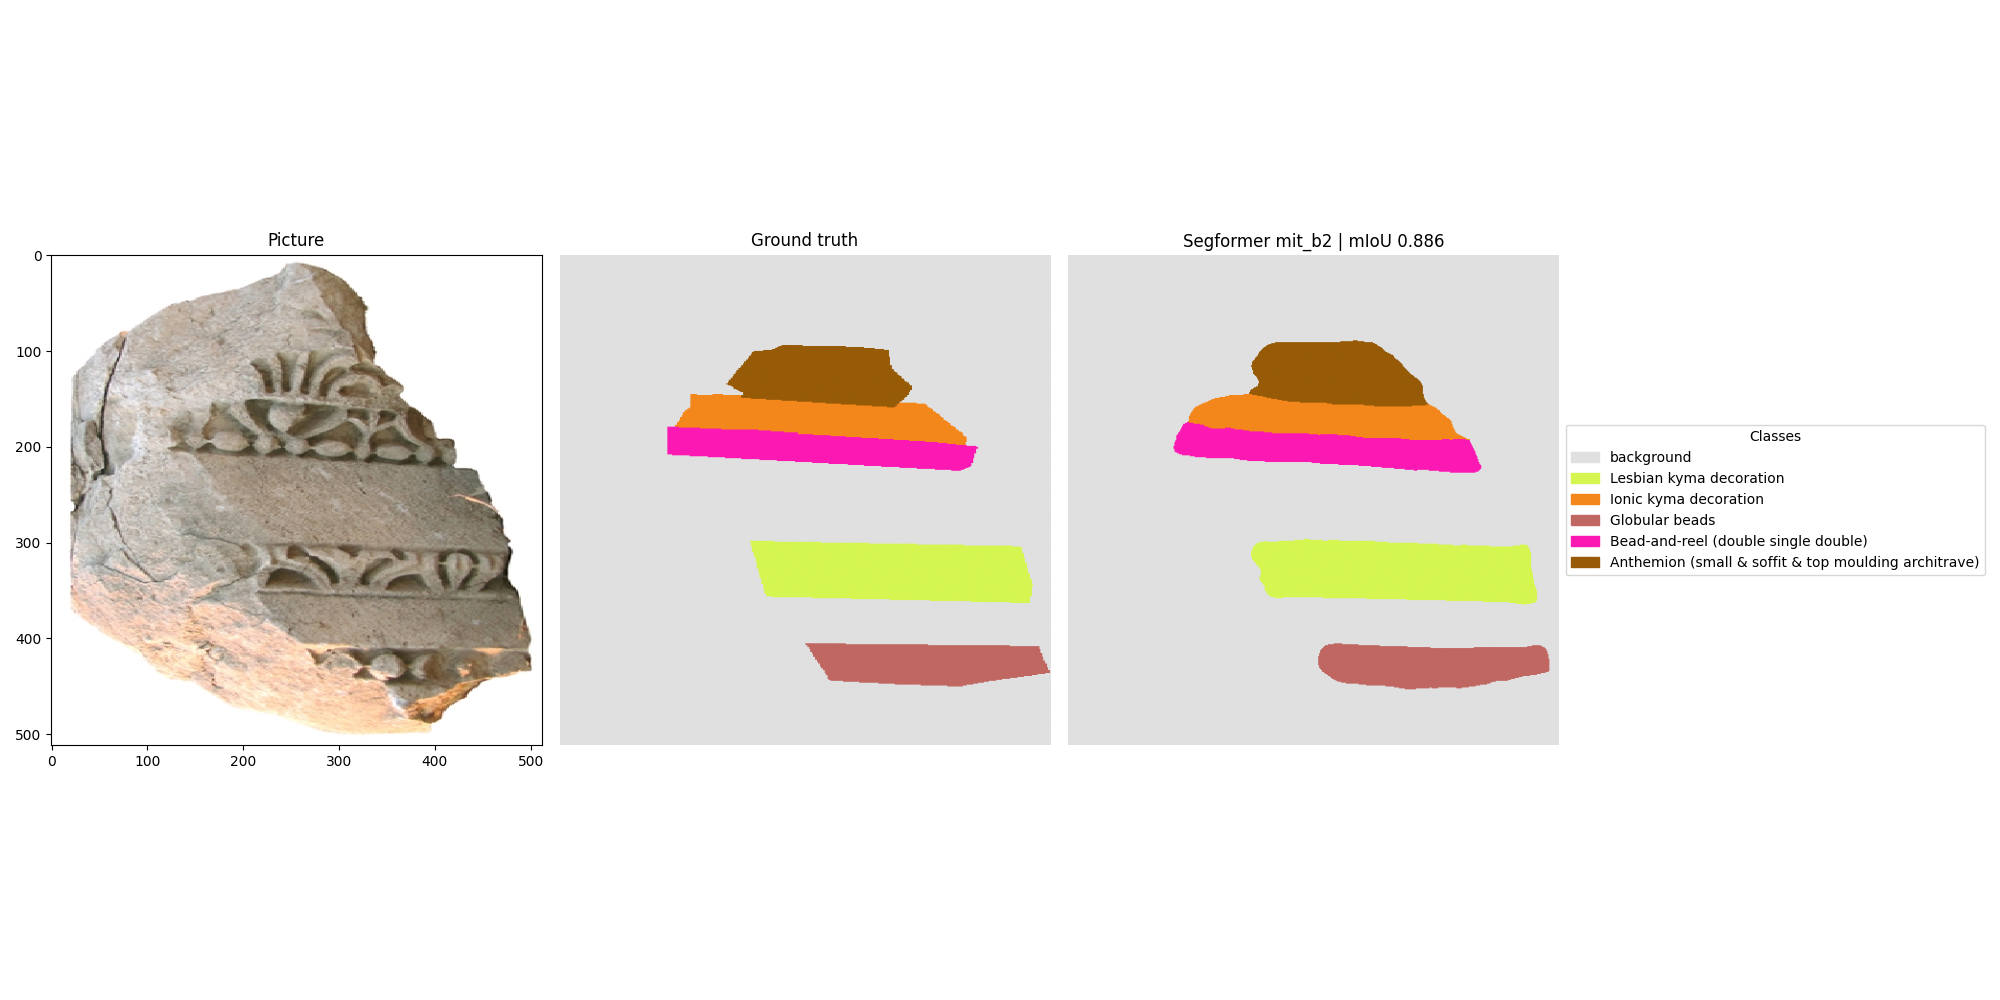 Picture
Ground truth
Segformer mit_b2 | mIoU 0.886
0
100
200
300
400
500
0
100
200
300
400
500
Classes
background
Lesbian kyma decoration
Ionic kyma decoration
Globular beads
Bead-and-reel (double single double)
Anthemion (small & soffit & top moulding architrave)